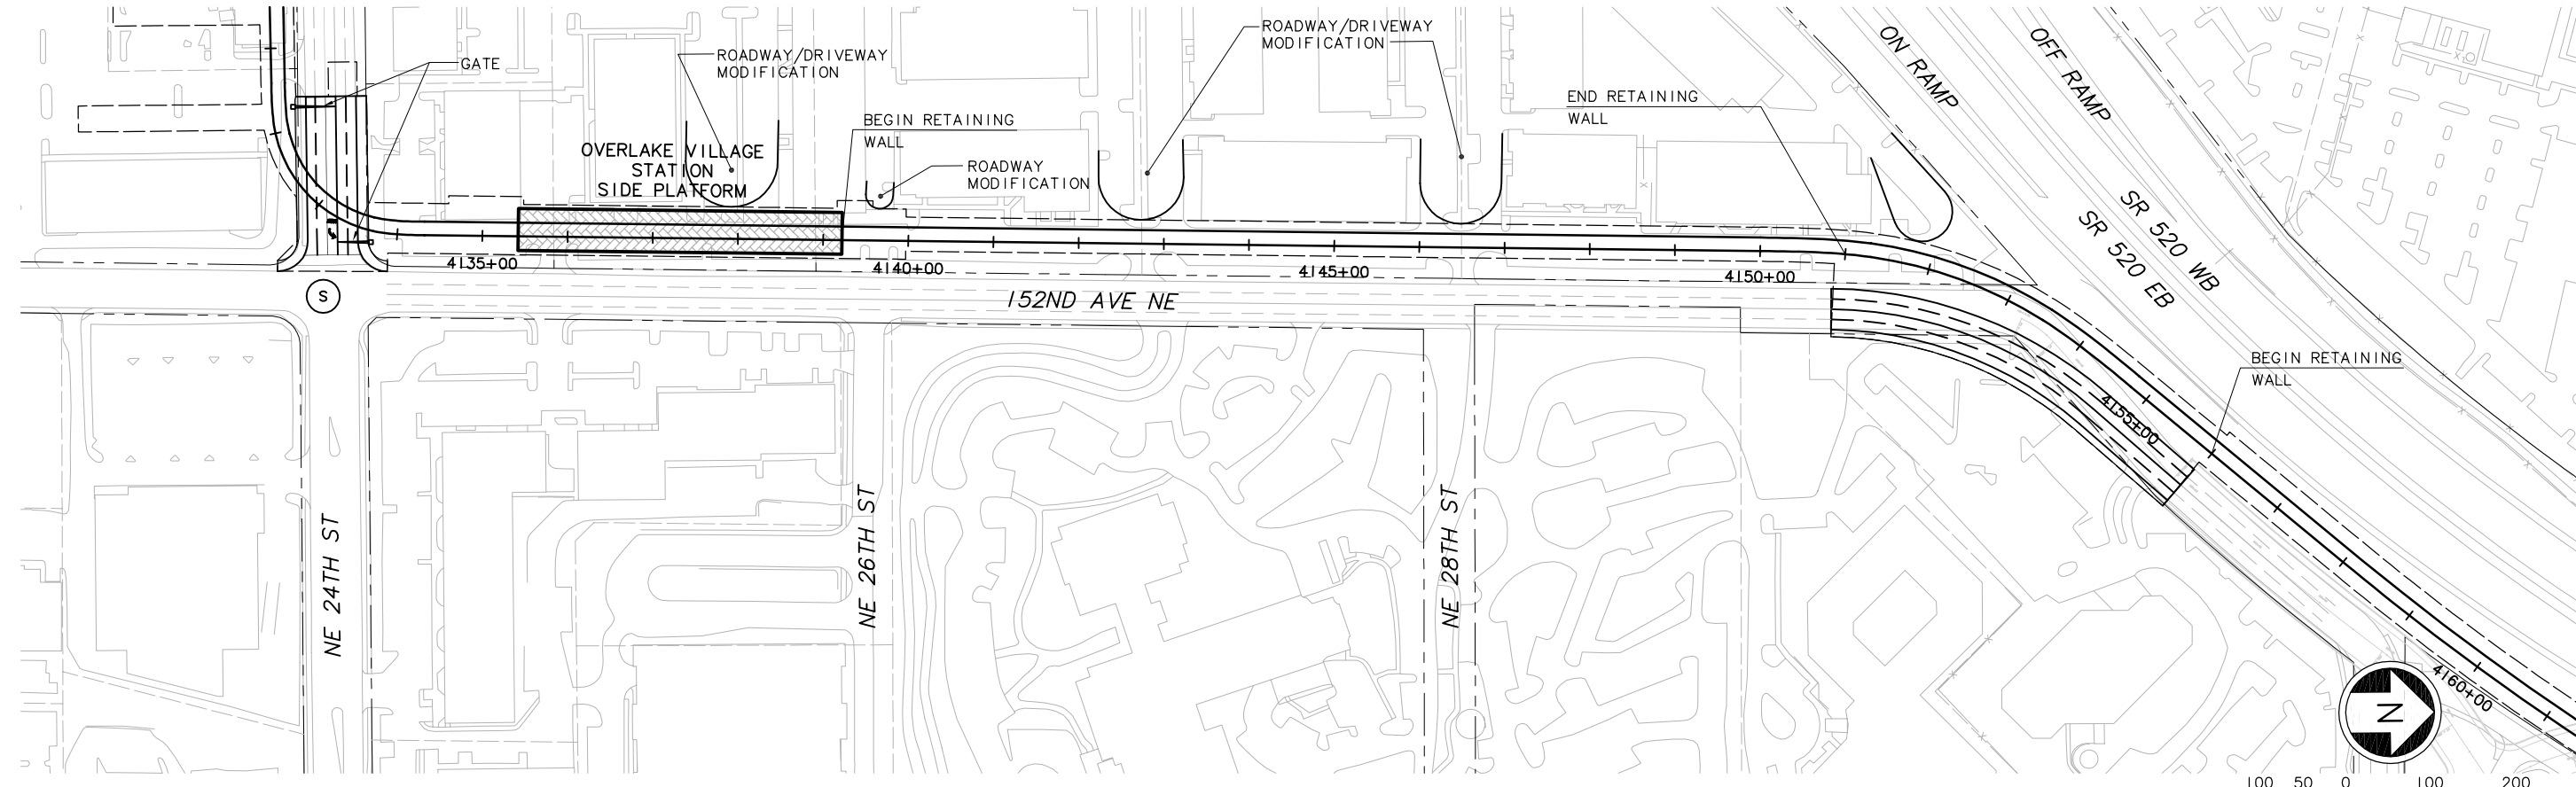 GATE
ROADWAY/DRIVEWAY
MODIFICATION
OVERLAKE VILLAGE
STATION
SIDE PLATFORM
BEGIN RETAINING
WALL
ROADWAY
MODIFICATION
ROADWAY/DRIVEWAY
MODIFICATION
END RETAINING
WALL
ON RAMP
OFF RAMP
SR 520 WB
SR 520 EB
4135+00
4140+00
4145+00
4150+00
S
152ND AVE NE
BEGIN RETAINING
WALL
4155+00
NE 24TH ST
NE 26TH ST
NE 28TH ST
4160+00
N
100 50 0 100 200